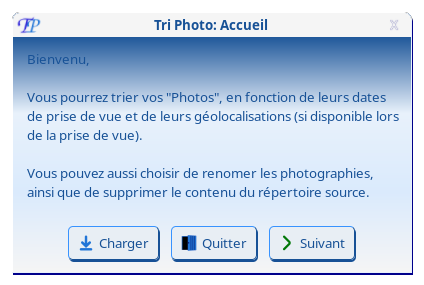 TP Tri Photo: Accueil X
Bienvenu,
Vous pourrez trier vos "Photos", en fonction de leurs dates
de prise de vue et de leurs géolocalisations (si disponible lors
de la prise de vue).
Vous pouvez aussi choisir de renomer les photographies,
ainsi que de supprimer le contenu du répertoire source.
Charger Quitter Suivant